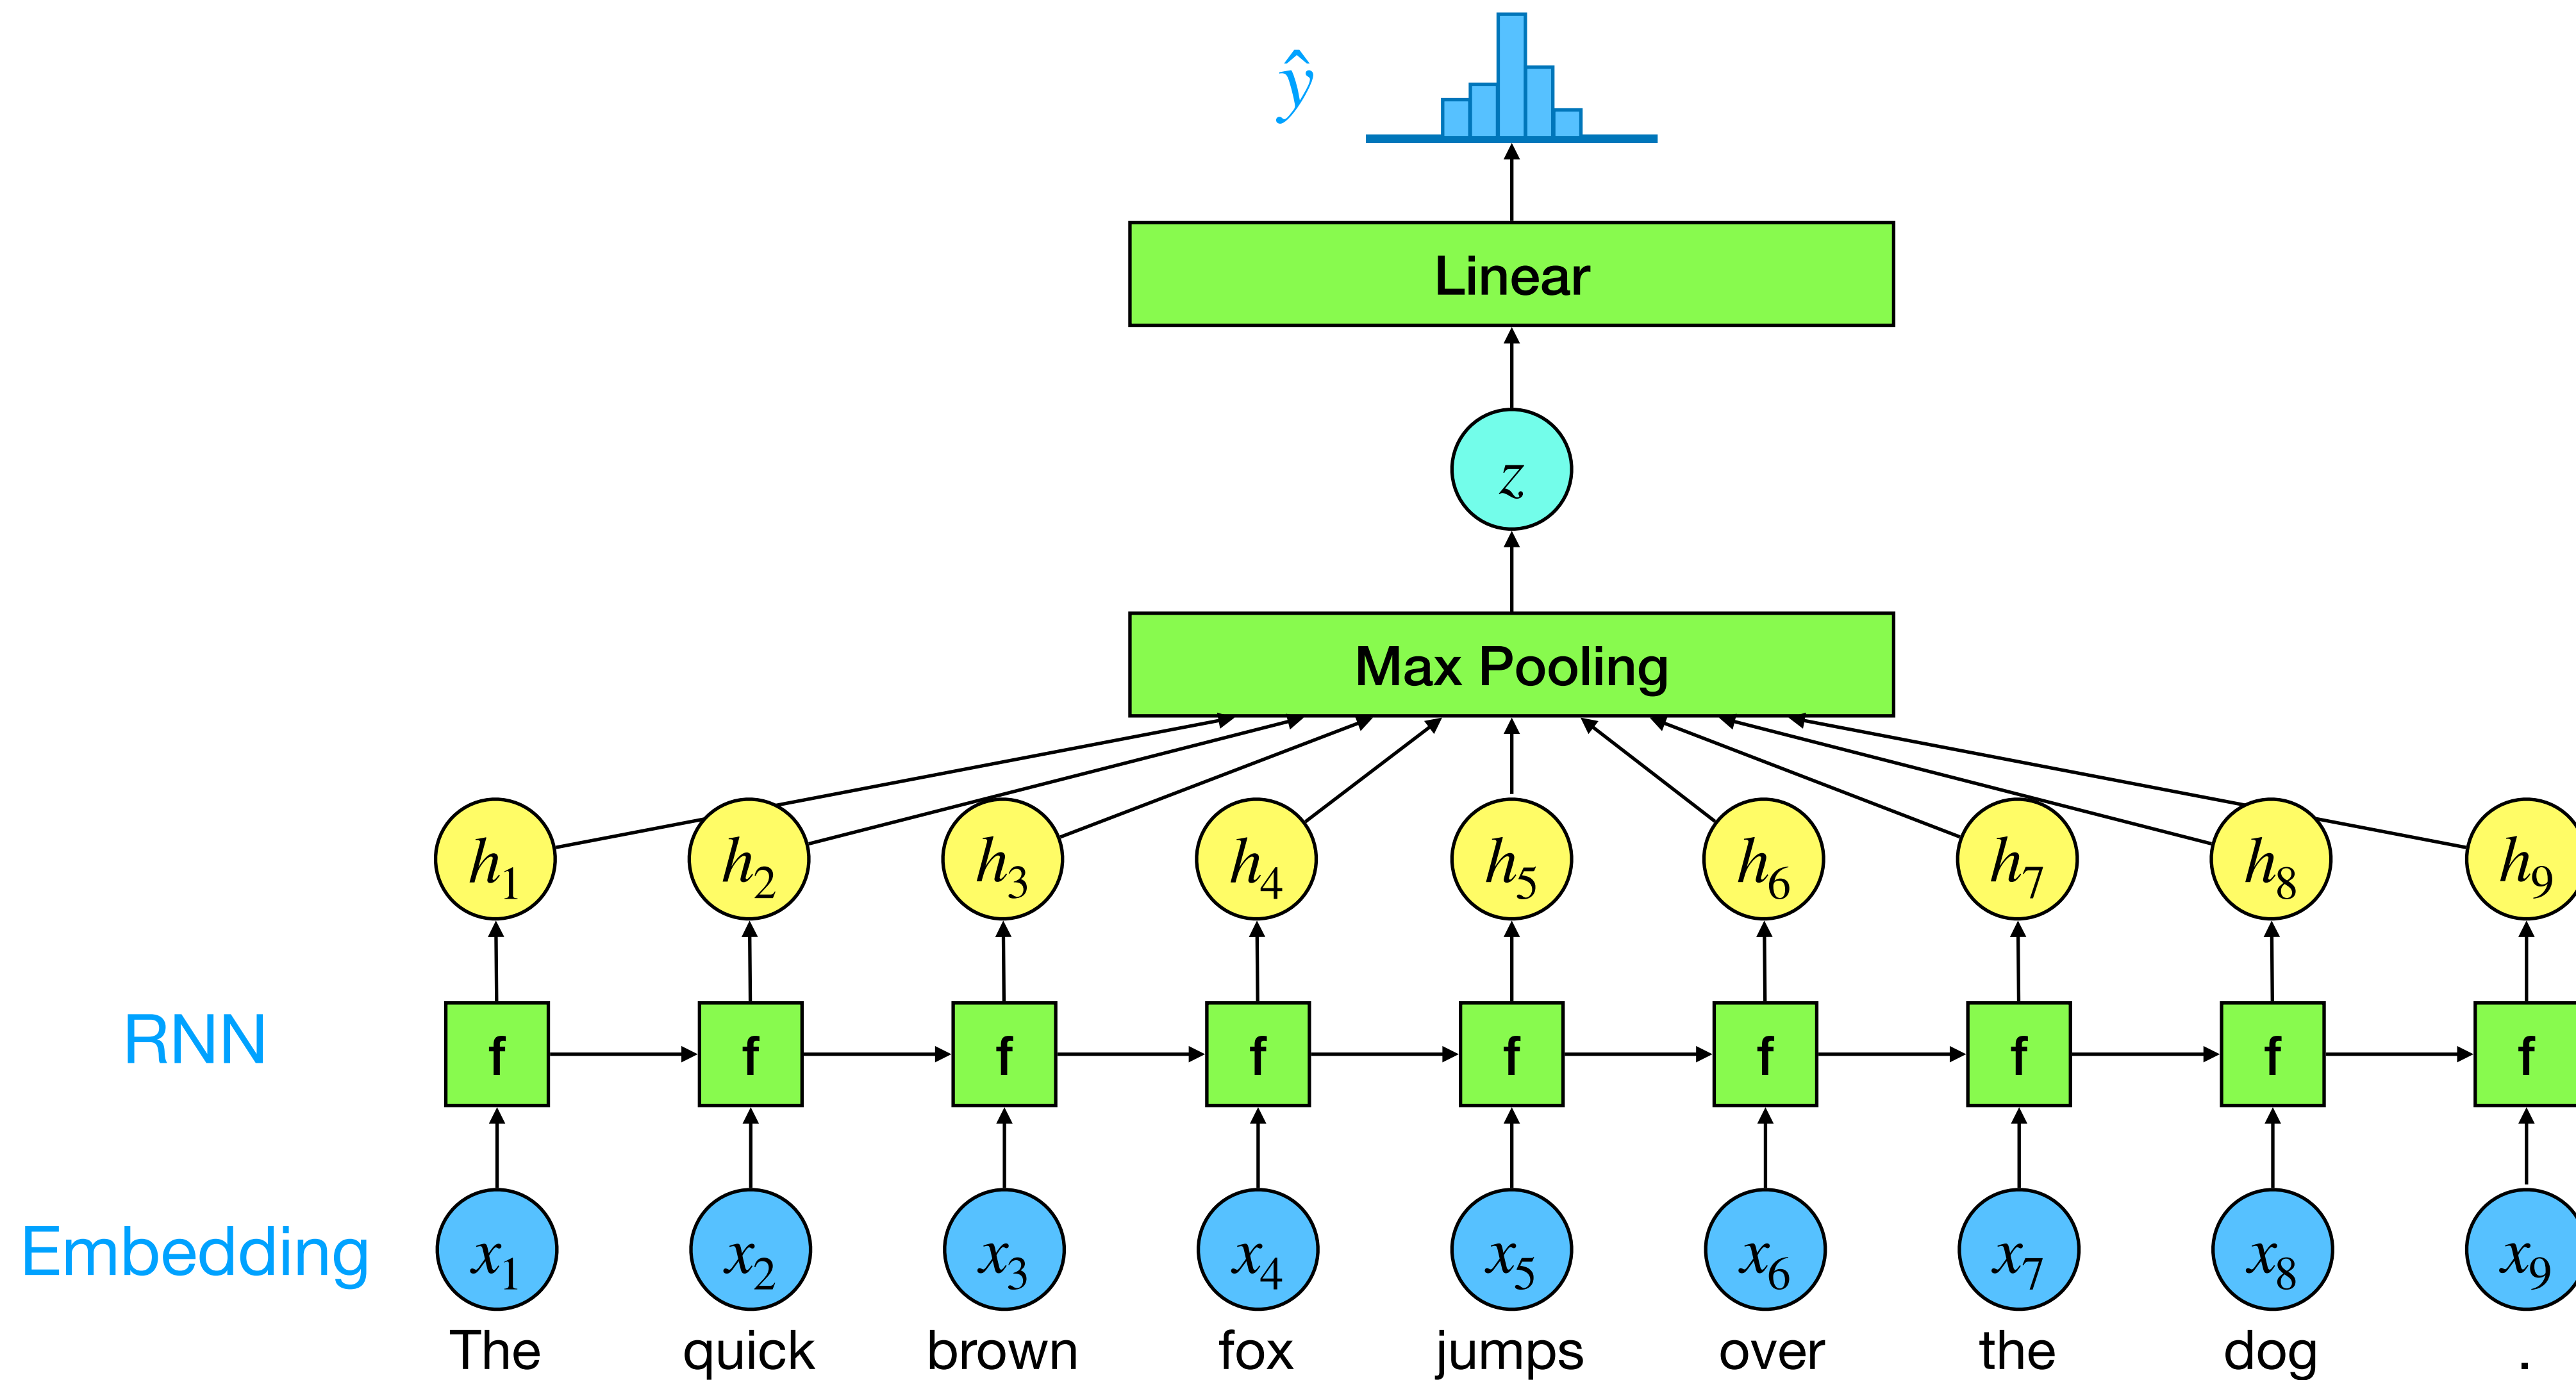 ŷ
Linear
z
Max Pooling
h1 h2 h3 h4 h5 h6 h7 h8 h9
RNN f f f f f f f f f
Embedding x1 x2 x3 x4 x5 x6 x7 x8 x9
The quick brown fox jumps over the dog .